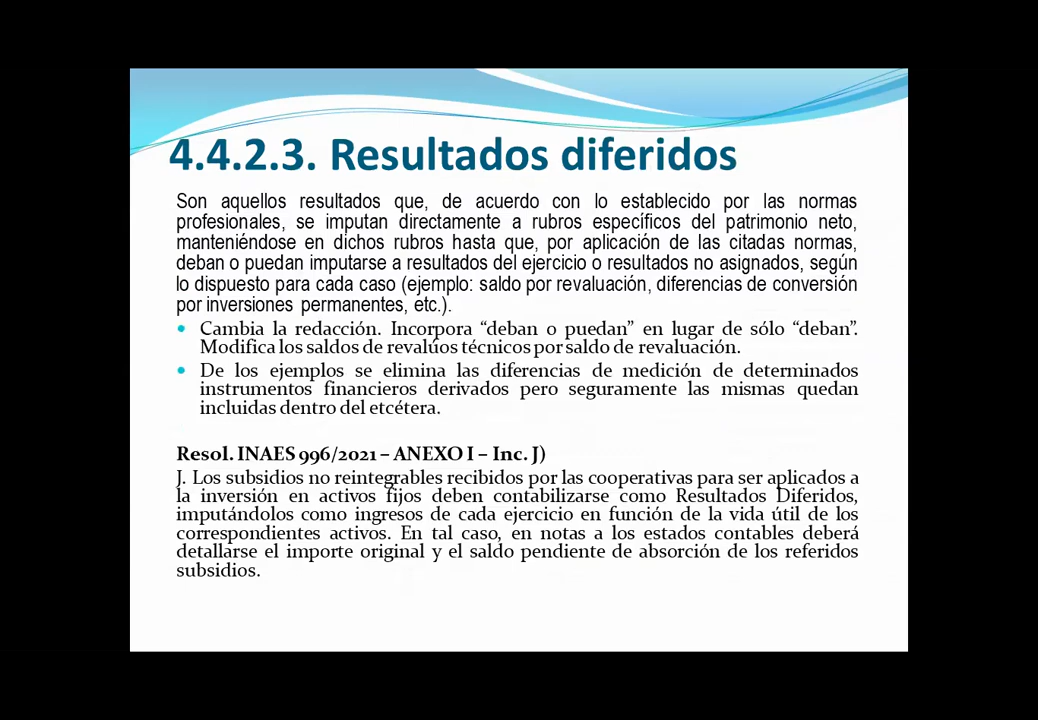 4.4.2.3. Resultados diferidos
Son aquellos resultados que, de acuerdo con lo establecido por las normas
profesionales, se imputan directamente a rubros específicos del patrimonio neto,
manteniéndose en dichos rubros hasta que, por aplicación de las citadas normas,
deban o puedan imputarse a resultados del ejercicio o resultados no asignados, según
lo dispuesto para cada caso (ejemplo: saldo por revaluación, diferencias de conversión
por inversiones permanentes, etc.).
• Cambia la redacción. Incorpora “deban o puedan” en lugar de sólo “deban”.
Modifica los saldos de revalúos técnicos por saldo de revaluación.
• De los ejemplos se elimina las diferencias de medición de determinados
instrumentos financieros derivados pero seguramente las mismas quedan
incluidas dentro del etcétera.
Resol. INAES 996/2021 – ANEXO I – Inc. J)
J. Los subsidios no reintegrables recibidos por las cooperativas para ser aplicados a
la inversión en activos fijos deben contabilizarse como Resultados Diferidos,
imputándolos como ingresos de cada ejercicio en función de la vida útil de los
correspondientes activos. En tal caso, en notas a los estados contables deberá
detallarse el importe original y el saldo pendiente de absorción de los referidos
subsidios.